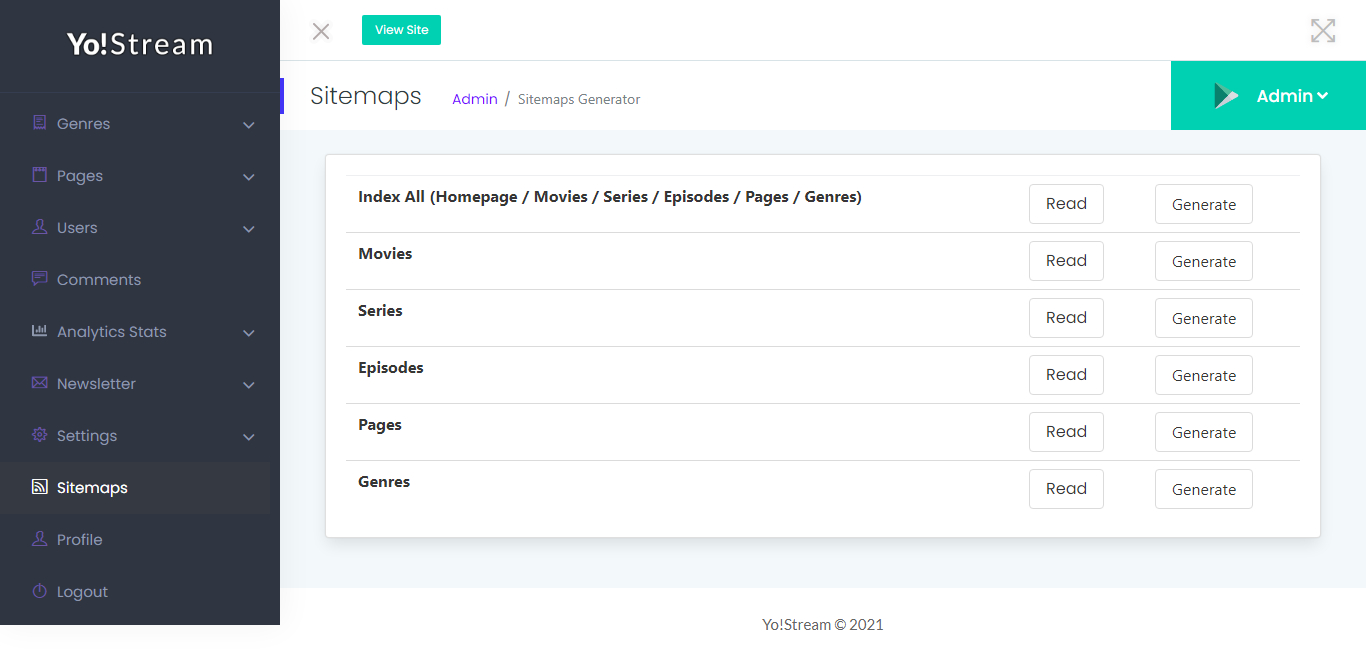 Yo!Stream
View Site
Sitemaps
Admin / Sitemaps Generator
Admin
Genres
Pages
Users
Comments
Analytics Stats
Newsletter
Settings
Sitemaps
Profile
Logout
Index All (Homepage / Movies / Series / Episodes / Pages / Genres) Read Generate
Movies Read Generate
Series Read Generate
Episodes Read Generate
Pages Read Generate
Genres Read Generate
Yo!Stream © 2021